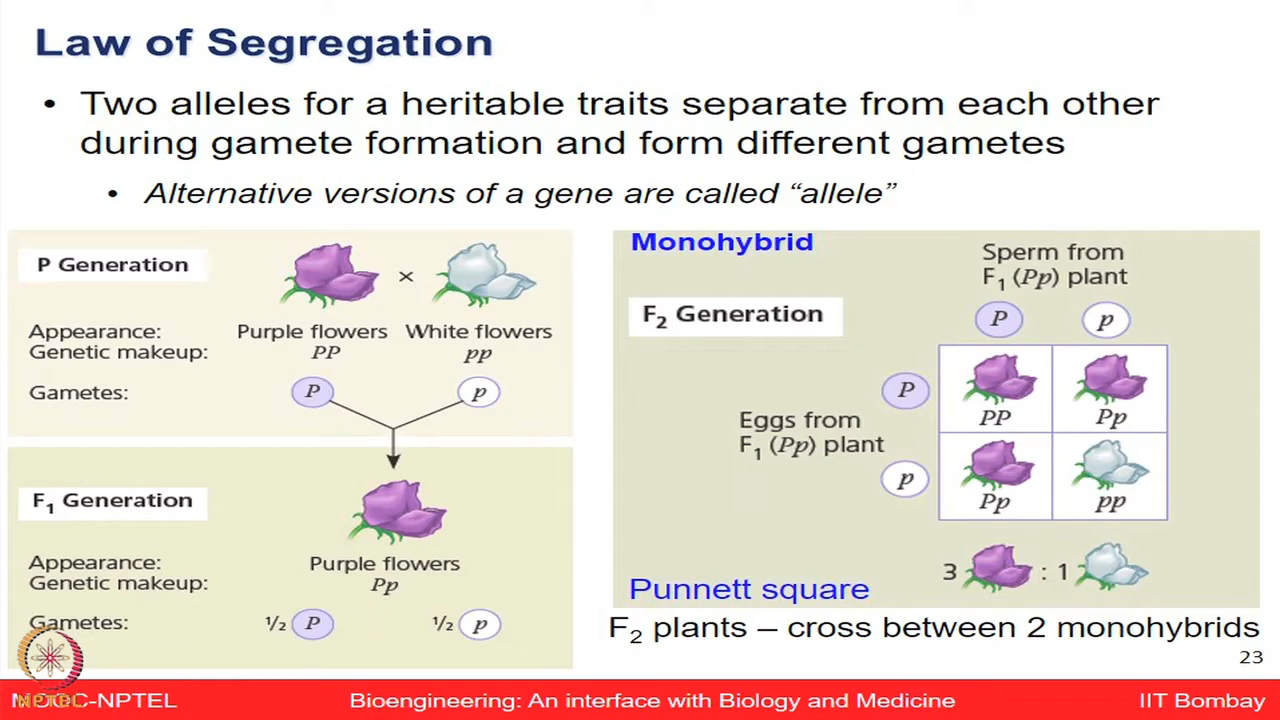 Law of Segregation
• Two alleles for a heritable traits separate from each other
during gamete formation and form different gametes
• Alternative versions of a gene are called “allele”
P Generation
×
Appearance: Purple flowers White flowers
Genetic makeup: PP pp
Gametes: P p
F1 Generation
Appearance: Purple flowers
Genetic makeup: Pp
Gametes: 1/2 P 1/2 p
Monohybrid
Sperm from
F1 (Pp) plant
F2 Generation
P p
P
Eggs from
F1 (Pp) plant
PP Pp
p
Pp pp
3 : 1
Punnett square
F2 plants – cross between 2 monohybrids
23
NPTEL
MOOC-NPTEL Bioengineering: An interface with Biology and Medicine IIT Bombay